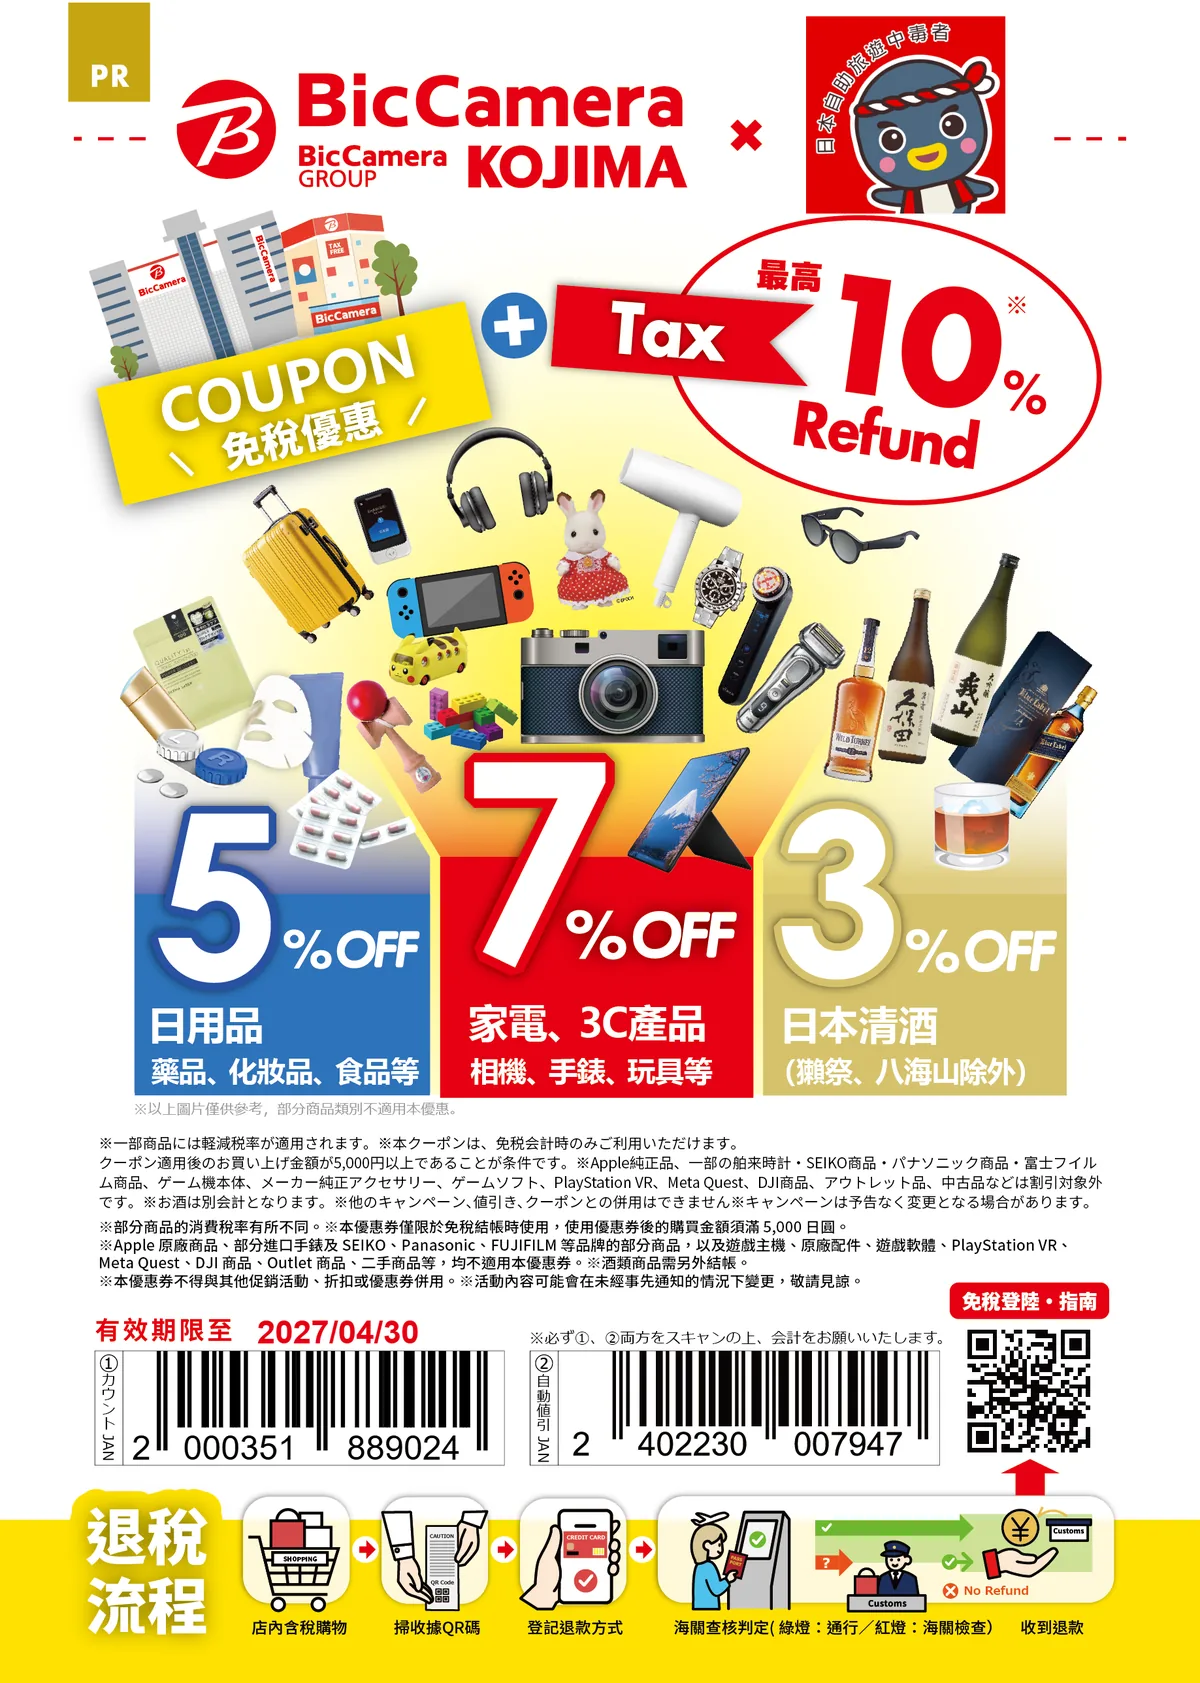 PR
BicCamera
BicCamera
GROUP
KOJIMA
×
日本自助旅遊中毒者
BicCamera
BicCamera
TAX
FREE
BicCamera
COUPON
免稅優惠
+
Tax
最高
10%
※
Refund
QUALITY 1st
©EPOCH
WILD TURKEY
久保田
大吟醸
我山
Blue Label
5%OFF
日用品
藥品、化妝品、食品等
7%OFF
家電、3C產品
相機、手錶、玩具等
3%OFF
日本清酒
(獺祭、八海山除外)
※以上圖片僅供參考，部分商品類別不適用本優惠。
※一部商品には軽減税率が適用されます。※本クーポンは、免税会計時のみご利用いただけます。
クーポン適用後のお買い上げ金額が5,000円以上であることが条件です。※Apple純正品、一部の舶来時計・SEIKO商品・パナソニック商品・富士フイル
ム商品、ゲーム機本体、メーカー純正アクセサリー、ゲームソフト、PlayStation VR、Meta Quest、DJI商品、アウトレット品、中古品などは割引対象外
です。※お酒は別会計となります。※他のキャンペーン、値引き、クーポンとの併用はできません※キャンペーンは予告なく変更となる場合があります。
※部分商品的消費稅率有所不同。※本優惠券僅限於免稅結帳時使用，使用優惠券後的購買金額須滿 5,000 日圓。
※Apple 原廠商品、部分進口手錶及 SEIKO、Panasonic、FUJIFILM 等品牌的部分商品，以及遊戲主機、原廠配件、遊戲軟體、PlayStation VR、
Meta Quest、DJI 商品、Outlet 商品、二手商品等，均不適用本優惠券。※酒類商品需另外結帳。
※本優惠券不得與其他促銷活動、折扣或優惠券併用。※活動內容可能會在未經事先通知的情況下變更，敬請見諒。
免稅登陸・指南
有效期限至 2027/04/30
※必ず①、②両方をスキャンの上、会計をお願いいたします。
①カウント JAN
2 000351 889024
②自動値引 JAN
2 402230 007947
退稅
流程
SHOPPING
店內含稅購物
CAUTION
QR Code
掃收據QR碼
CREDIT CARD
登記退款方式
PASSPORT
?
Customs
海關查核判定( 綠燈：通行／紅燈：海關檢查)
Customs
No Refund
收到退款